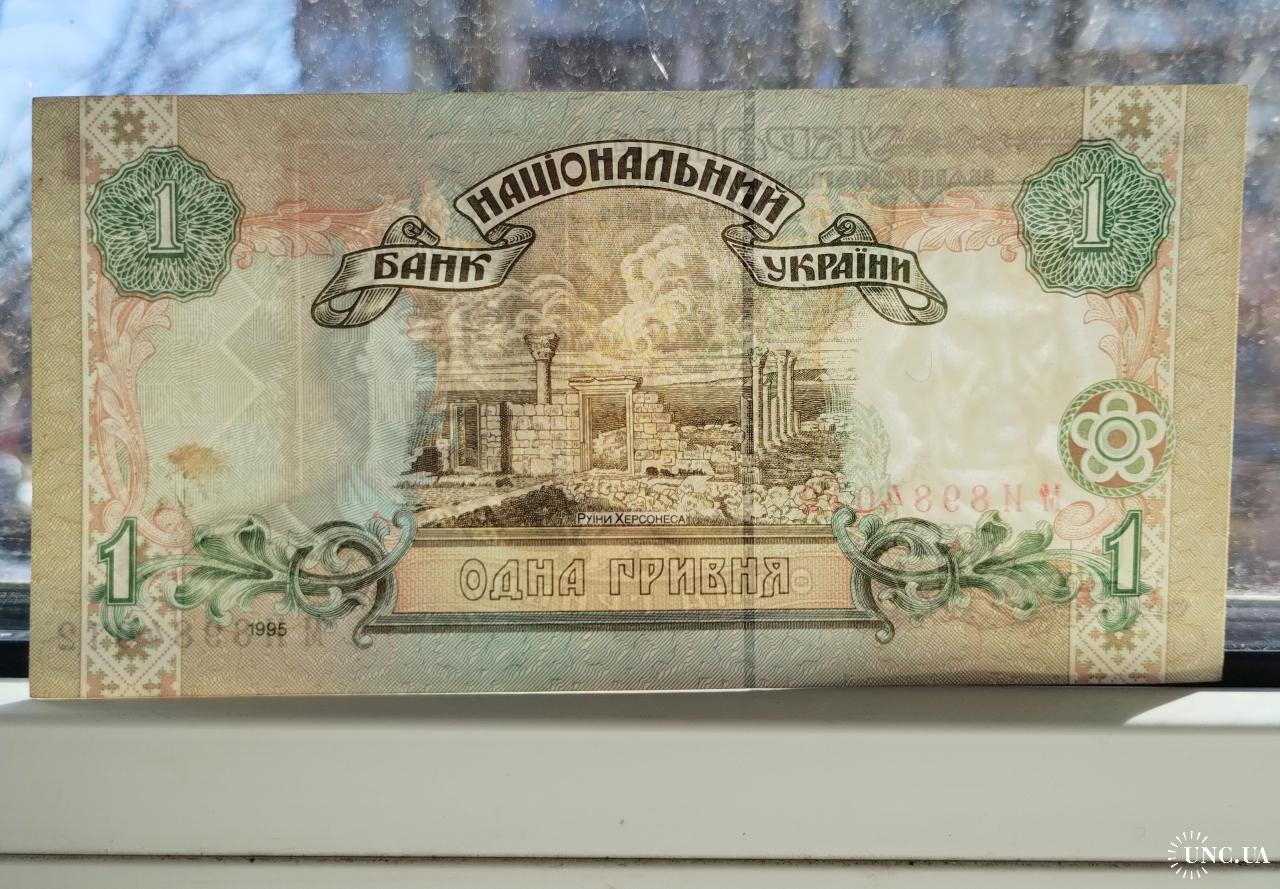 НАЦІОНАЛЬНИЙ
БАНК УКРАЇНИ
1 1
РУЇНИ ХЕРСОНЕСА
1 1
ОДНА ГРИВНЯ
1995
UNC.UA